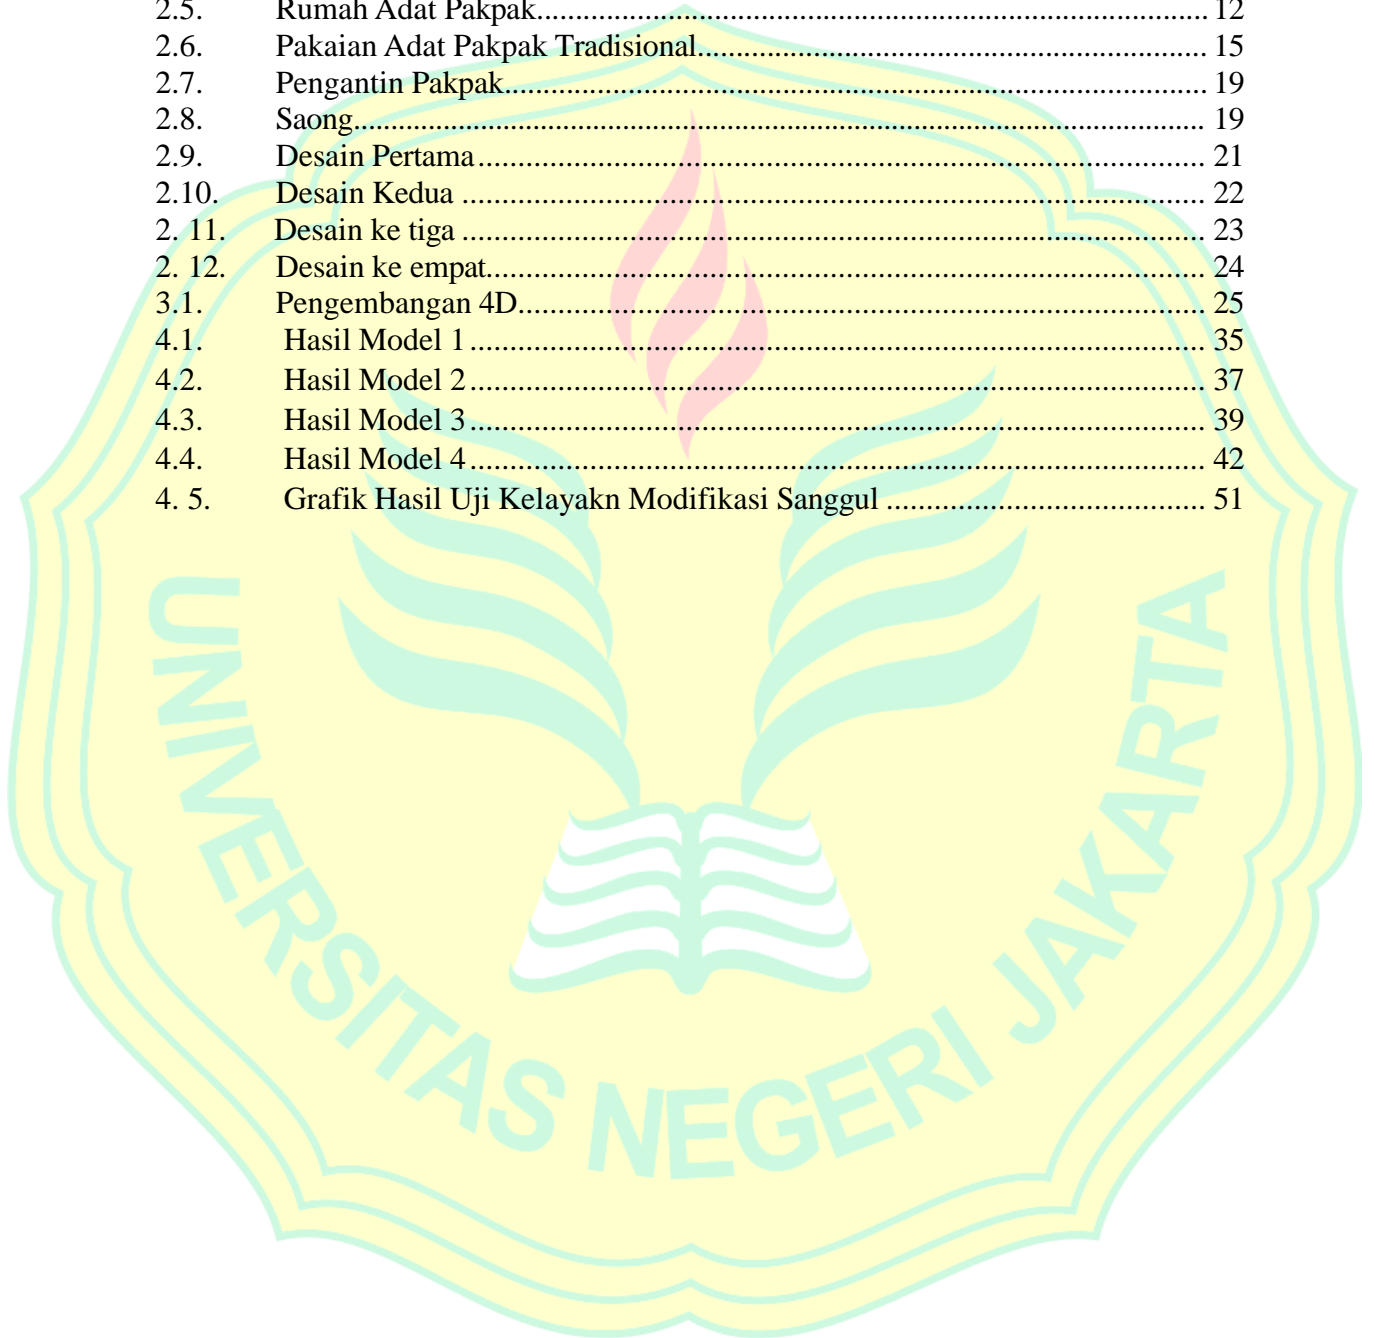 2.5. Rumah Adat Pakpak........................................ 12
2.6. Pakaian Adat Pakpak Tradisional........................................ 15
2.7. Pengantin Pakpak........................................ 19
2.8. Saong........................................ 19
2.9. Desain Pertama........................................ 21
2.10. Desain Kedua ........................................ 22
2. 11. Desain ke tiga ........................................ 23
2. 12. Desain ke empat........................................ 24
3.1. Pengembangan 4D........................................ 25
4.1. Hasil Model 1 ........................................ 35
4.2. Hasil Model 2 ........................................ 37
4.3. Hasil Model 3 ........................................ 39
4.4. Hasil Model 4 ........................................ 42
4. 5. Grafik Hasil Uji Kelayakn Modifikasi Sanggul ........................................ 51
UNIVERSITAS NEGERI JAKARTA